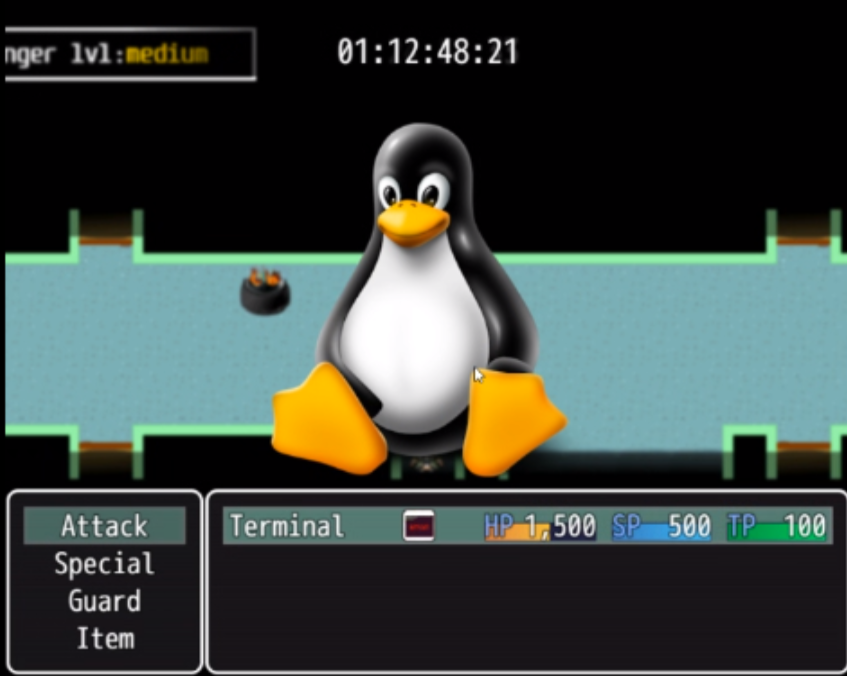 nger lvl:medium
01:12:48:21
Attack
Special
Guard
Item
Terminal HP 1,500 SP 500 TP 100